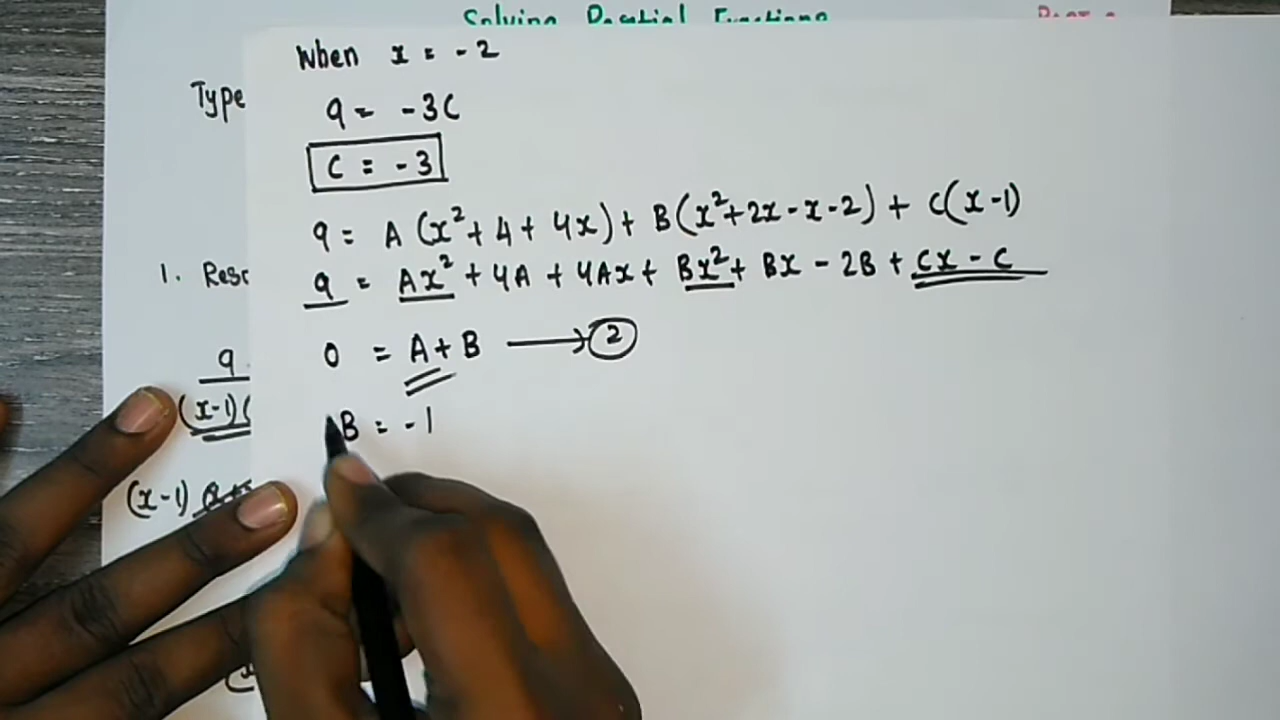 When x = -2
Type
9 = -3C
C = -3
9 = A (x² + 4 + 4x) + B(x² + 2x - x - 2) + C(x - 1)
1.
9 = Ax² + 4A + 4Ax + Bx² + Bx - 2B + Cx - C
0 = A + B → ②
9
(x-1)(
B = -1
(x-1)